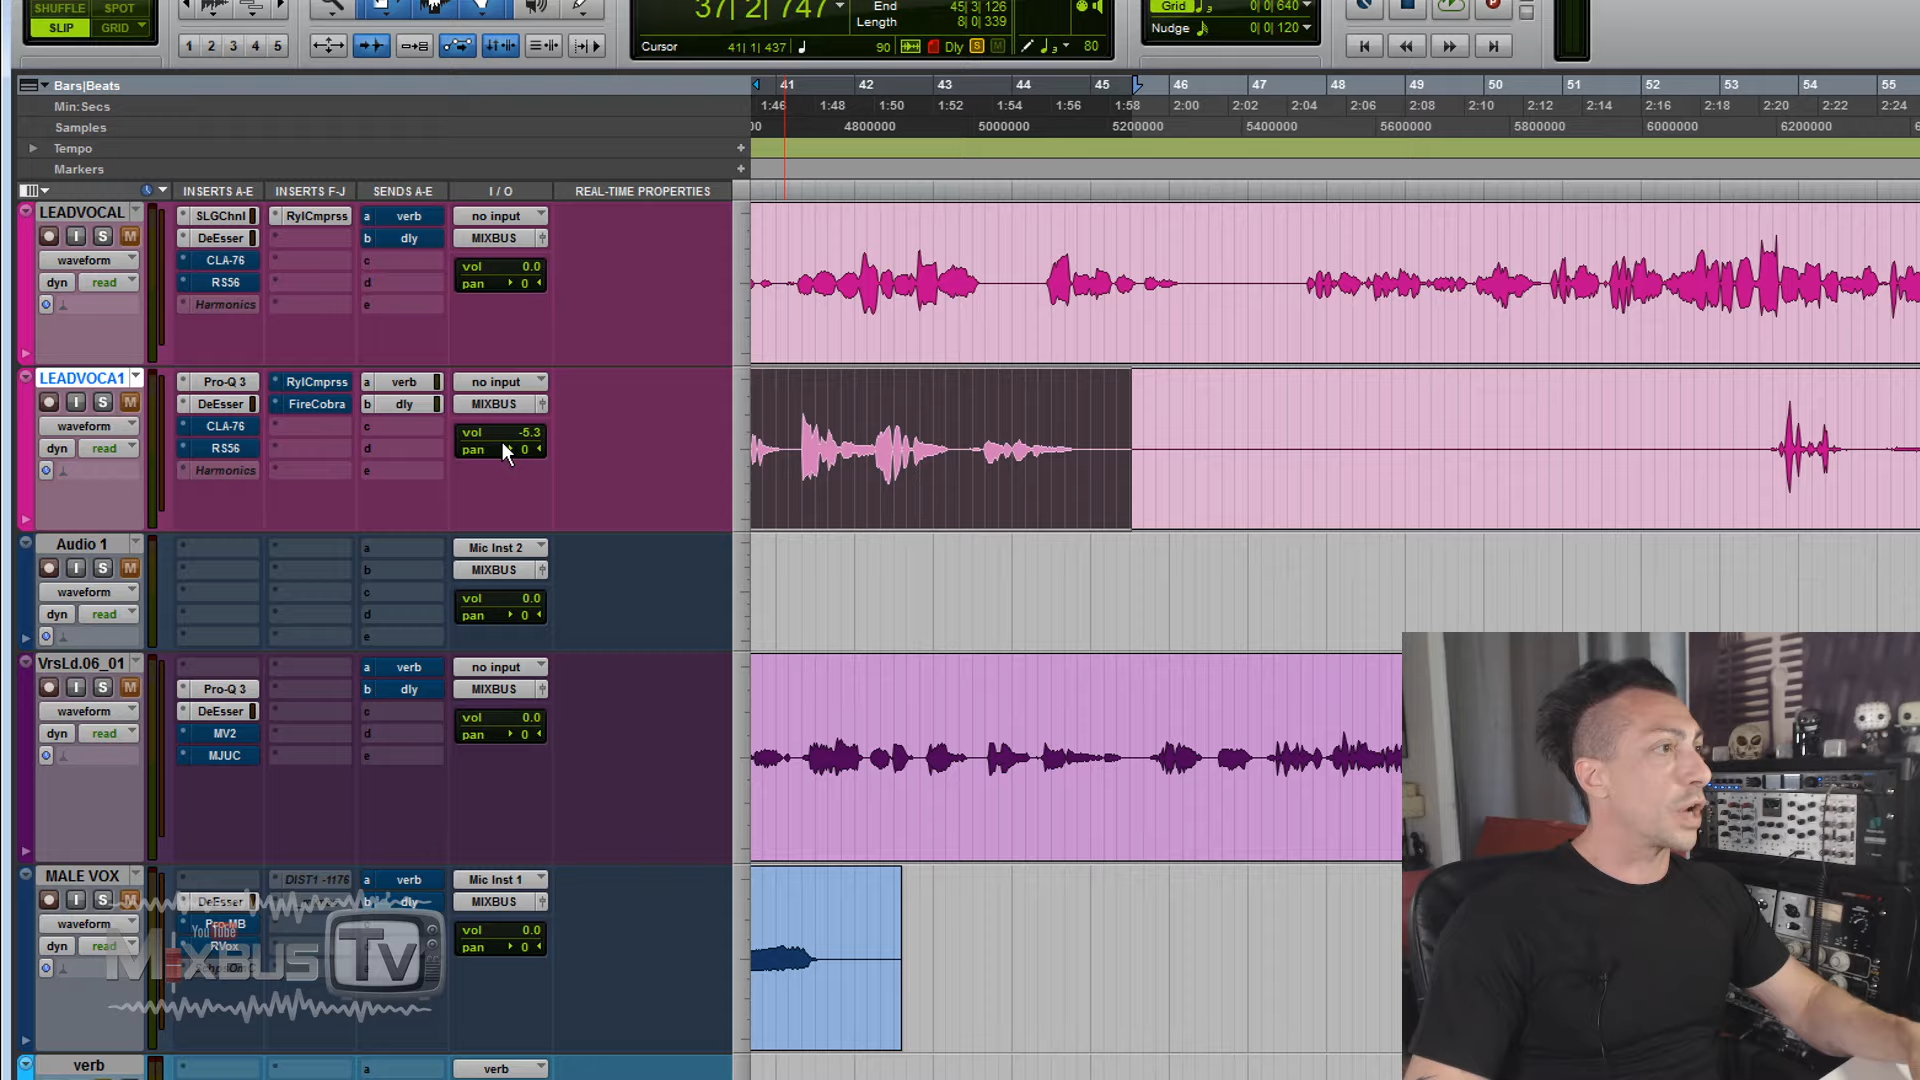 SHUFFLE SPOT
SLIP GRID
1 2 3 4 5
37| 2| 747
End 45| 3| 126
Length 8| 0| 339
Cursor 41| 1| 437 90 Dly S M 80
Grid 0| 0| 640
Nudge 0| 0| 120
Bars|Beats 41 42 43 44 45 46 47 48 49 50 51 52 53 54 55
Min:Secs 1:46 1:48 1:50 1:52 1:54 1:56 1:58 2:00 2:02 2:04 2:06 2:08 2:10 2:12 2:14 2:16 2:18 2:20 2:22 2:24
Samples 00 4800000 5000000 5200000 5400000 5600000 5800000 6000000 6200000
Tempo
Markers
INSERTS A-E INSERTS F-J SENDS A-E I / O REAL-TIME PROPERTIES
LEADVOCAL SLGChnl RylCmprss a verb no input
I S M DeEsser b dly MIXBUS
waveform CLA-76 c vol 0.0
dyn read RS56 d pan 0
Harmonics e
LEADVOCA1 Pro-Q 3 RylCmprss a verb no input
I S M DeEsser FireCobra b dly MIXBUS
waveform CLA-76 c vol -5.3
dyn read RS56 d pan 0
Harmonics e
Audio 1 a Mic Inst 2
I S M b MIXBUS
waveform c vol 0.0
dyn read d pan 0
e
VrsLd.06_01 a verb no input
I S M Pro-Q 3 b dly MIXBUS
waveform DeEsser c vol 0.0
dyn read MV2 d pan 0
MJUC e
MALE VOX DIST1 -1176 a verb Mic Inst 1
I S M DeEsser b dly MIXBUS
waveform Pro-MB c vol 0.0
dyn read RVox d pan 0
e
You Tube
MixBus Tv
verb a verb